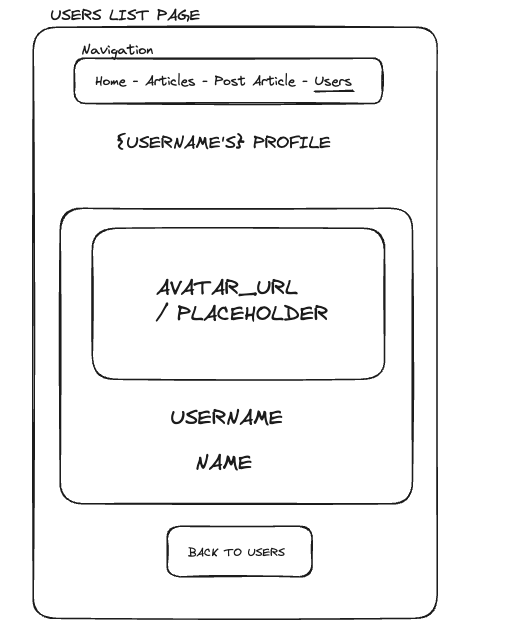 USERS LIST PAGE
Navigation
Home - Articles - Post Article - Users
{USERNAME'S} PROFILE
AVATAR_URL
/ PLACEHOLDER
USERNAME
NAME
BACK TO USERS